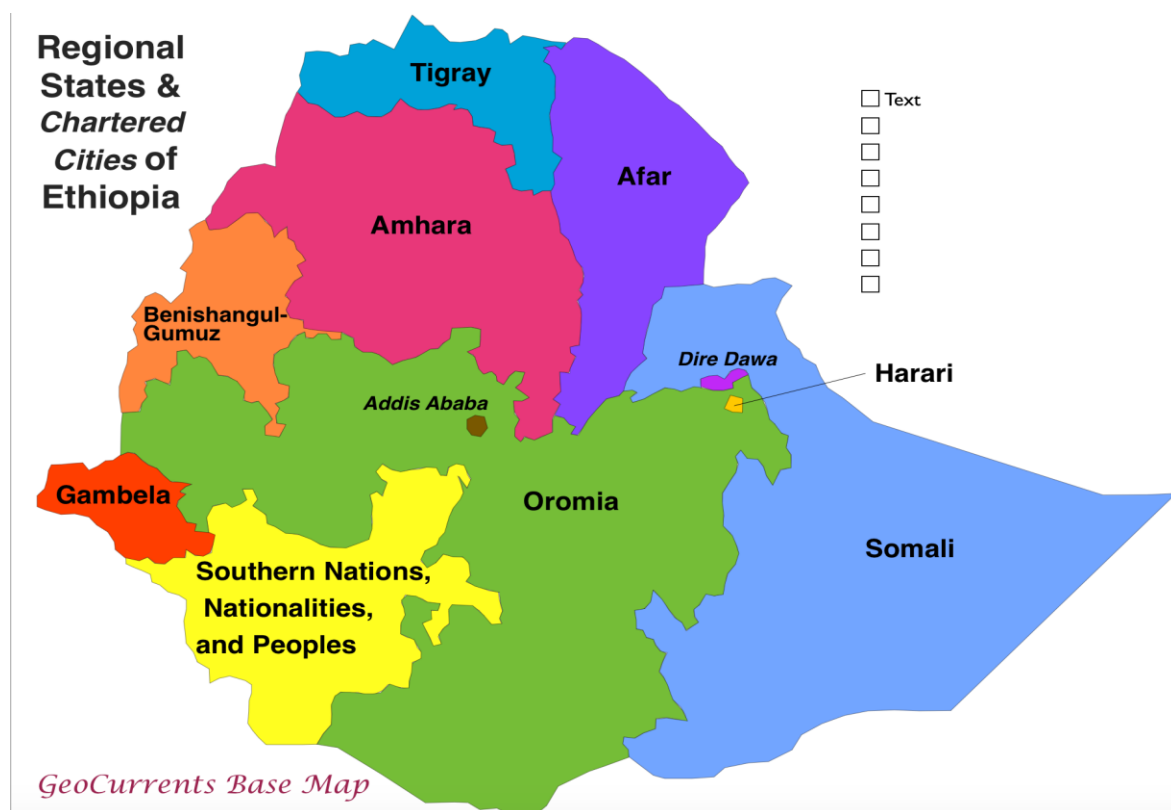 Regional
States &
Chartered
Cities of
Ethiopia
Tigray
Text
Afar
Amhara
Benishangul-
Gumuz
Dire Dawa
Harari
Addis Ababa
Gambela
Oromia
Somali
Southern Nations,
Nationalities,
and Peoples
GeoCurrents Base Map